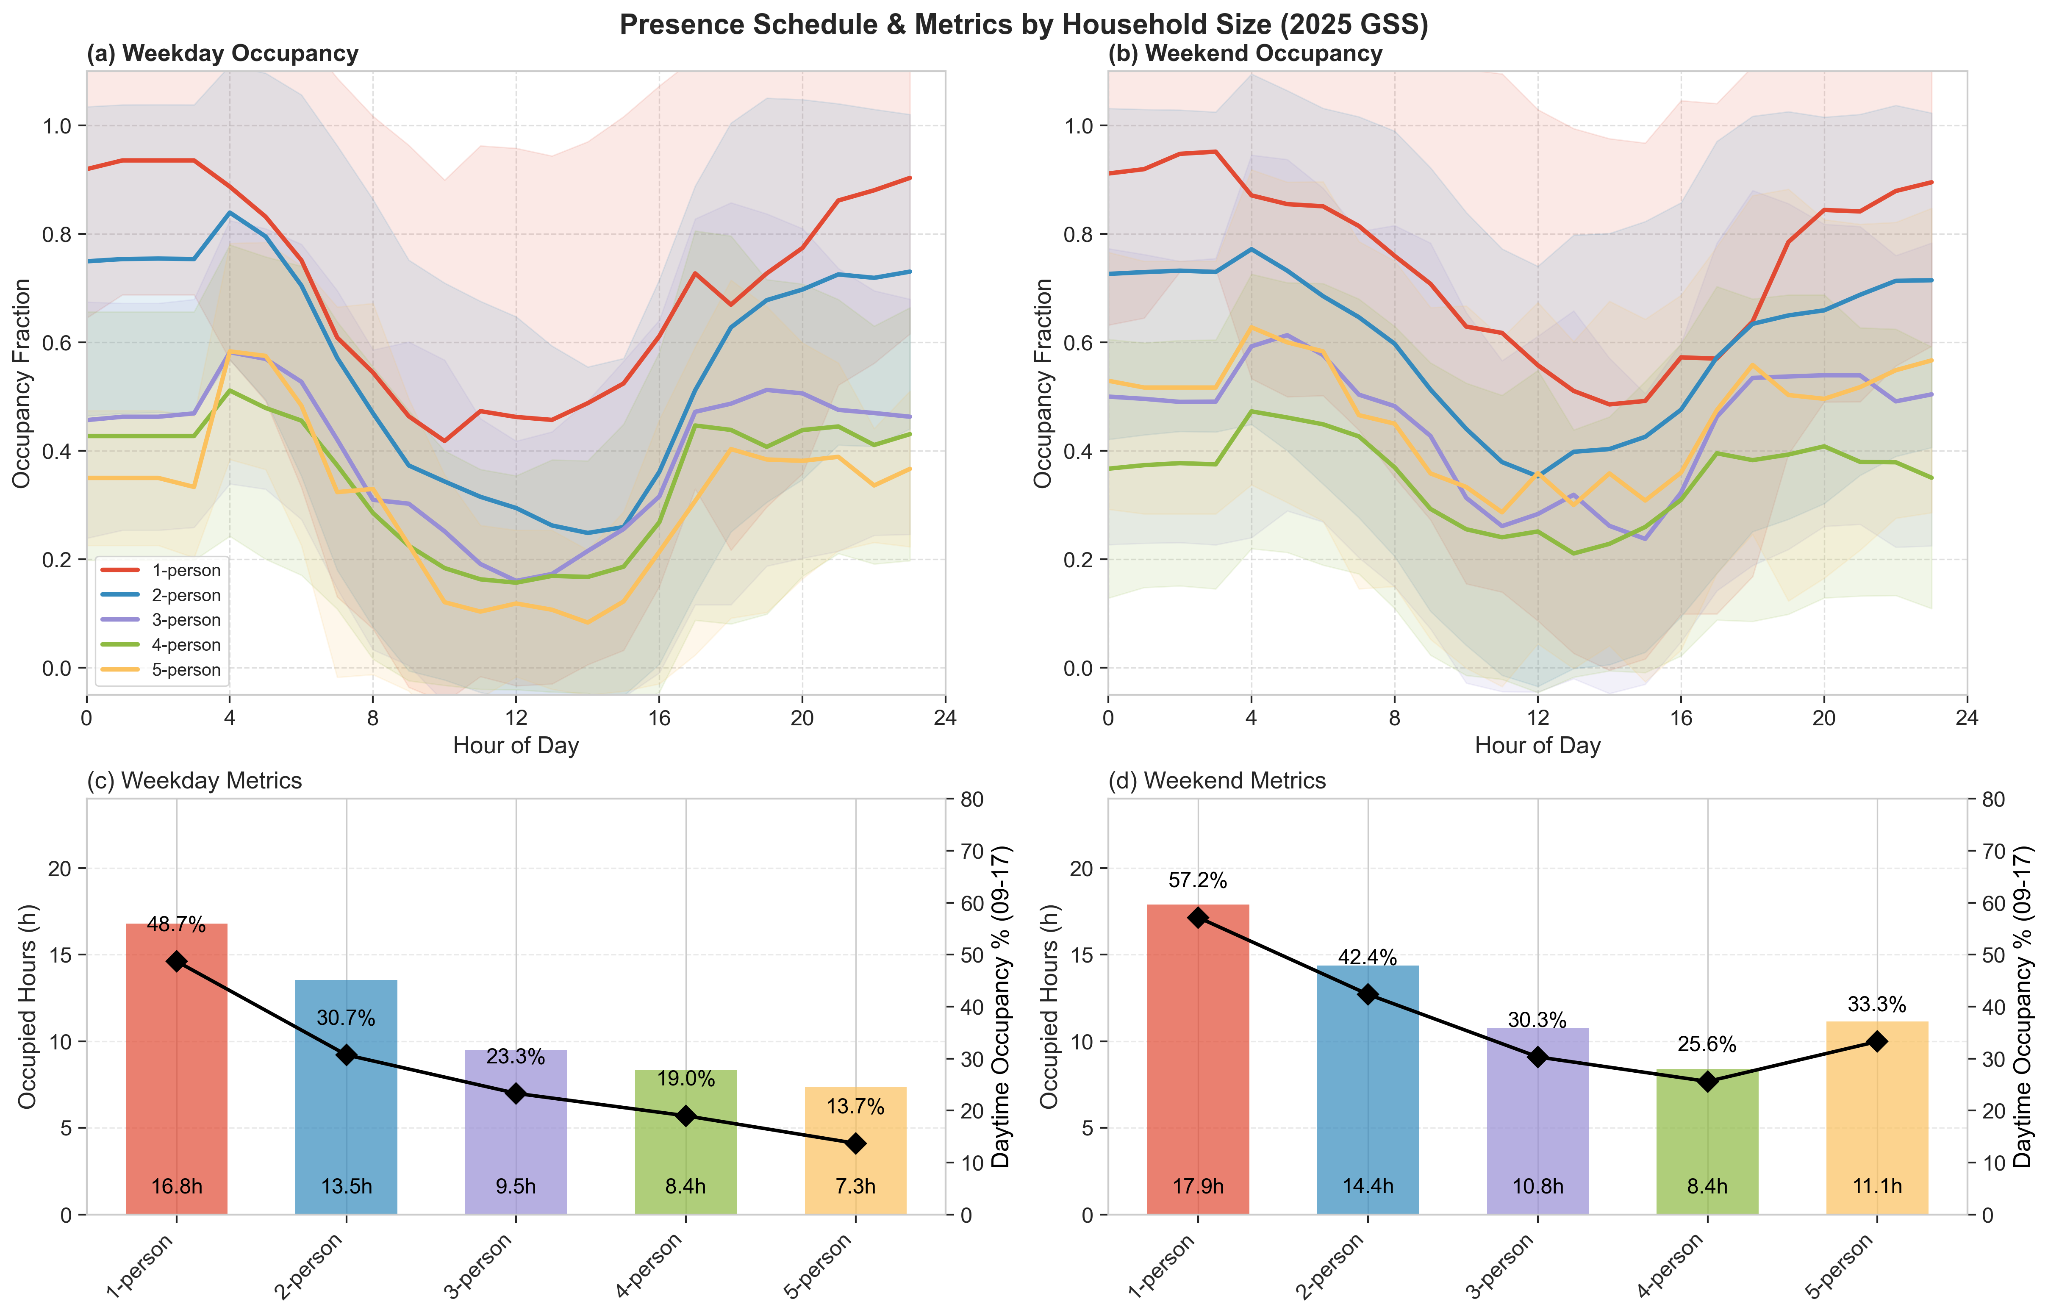 Presence Schedule & Metrics by Household Size (2025 GSS)
(a) Weekday Occupancy
Occupancy Fraction
1.0
0.8
0.6
0.4
0.2
0.0
1-person
2-person
3-person
4-person
5-person
0 4 8 12 16 20 24
Hour of Day
(b) Weekend Occupancy
Occupancy Fraction
1.0
0.8
0.6
0.4
0.2
0.0
0 4 8 12 16 20 24
Hour of Day
(c) Weekday Metrics
Occupied Hours (h)
20
15
10
5
0
48.7%
30.7%
23.3%
19.0%
13.7%
16.8h 13.5h 9.5h 8.4h 7.3h
80
70
60
50
40
30
20
10
0
Daytime Occupancy % (09-17)
1-person
2-person
3-person
4-person
5-person
(d) Weekend Metrics
Occupied Hours (h)
20
15
10
5
0
57.2%
42.4%
30.3%
25.6%
33.3%
17.9h 14.4h 10.8h 8.4h 11.1h
80
70
60
50
40
30
20
10
0
Daytime Occupancy % (09-17)
1-person
2-person
3-person
4-person
5-person